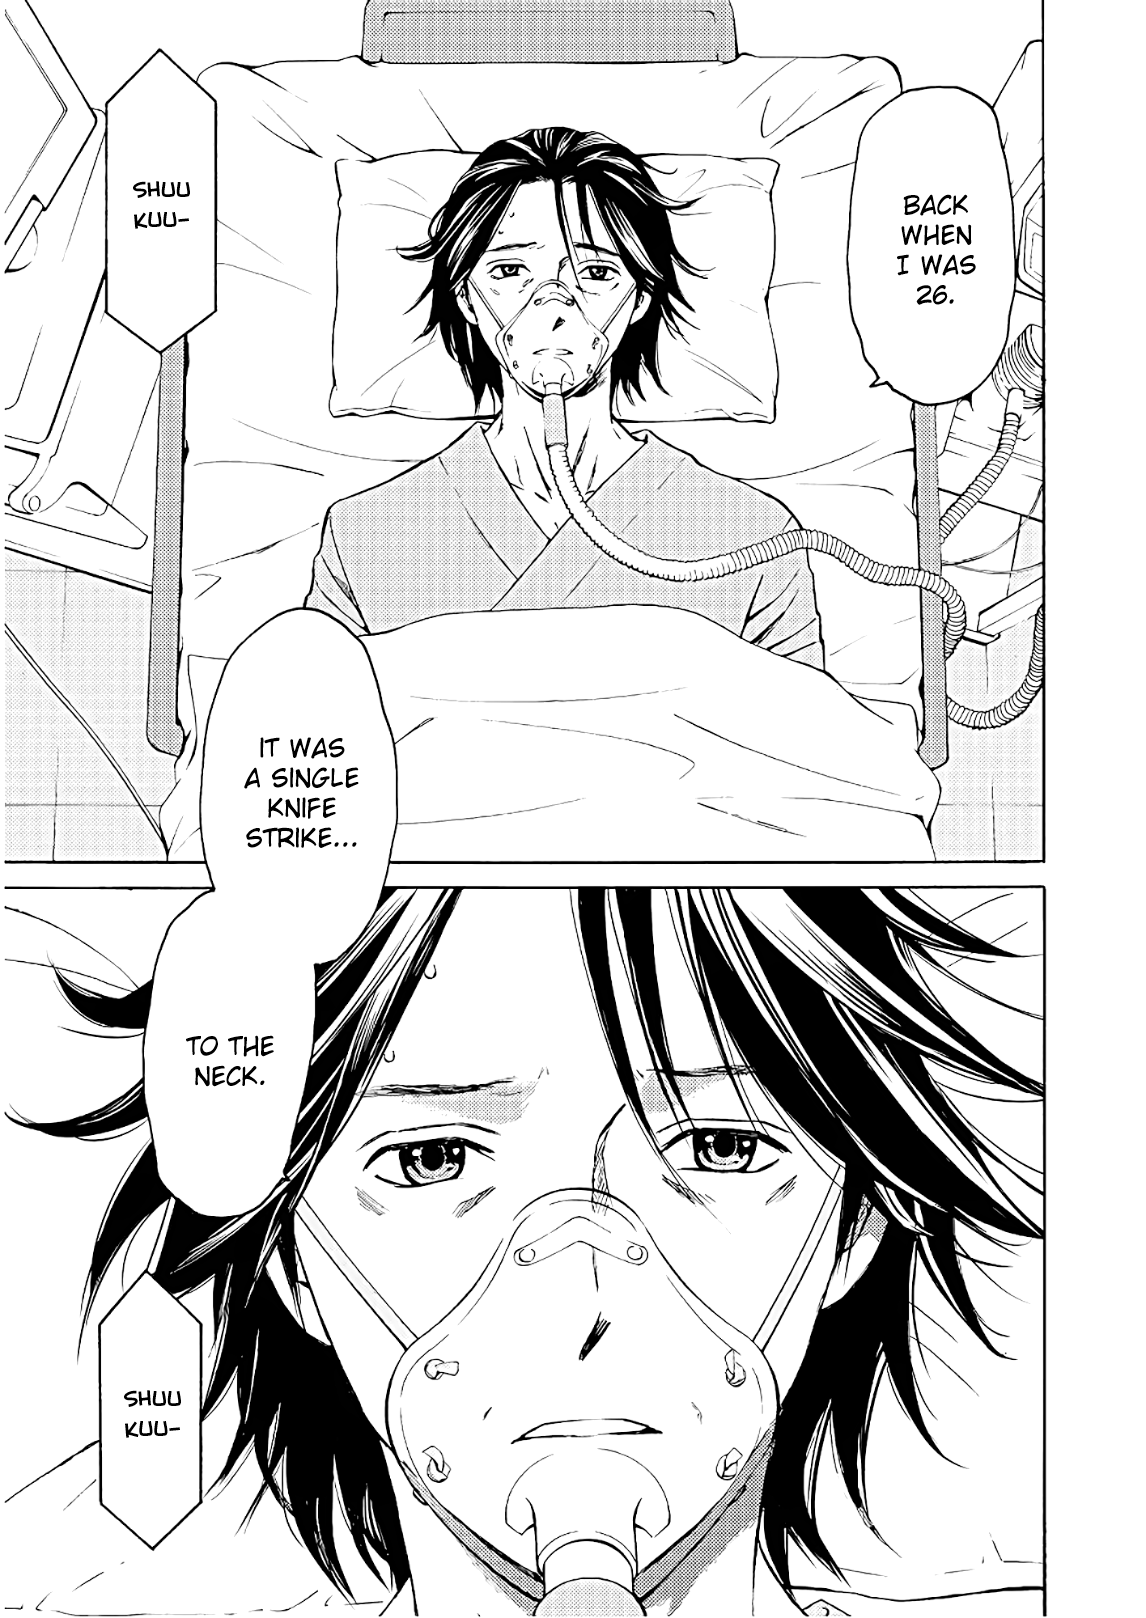 BACK
WHEN
I WAS
26.
SHUU
KUU-
IT WAS
A SINGLE
KNIFE
STRIKE...
TO THE
NECK.
SHUU
KUU-